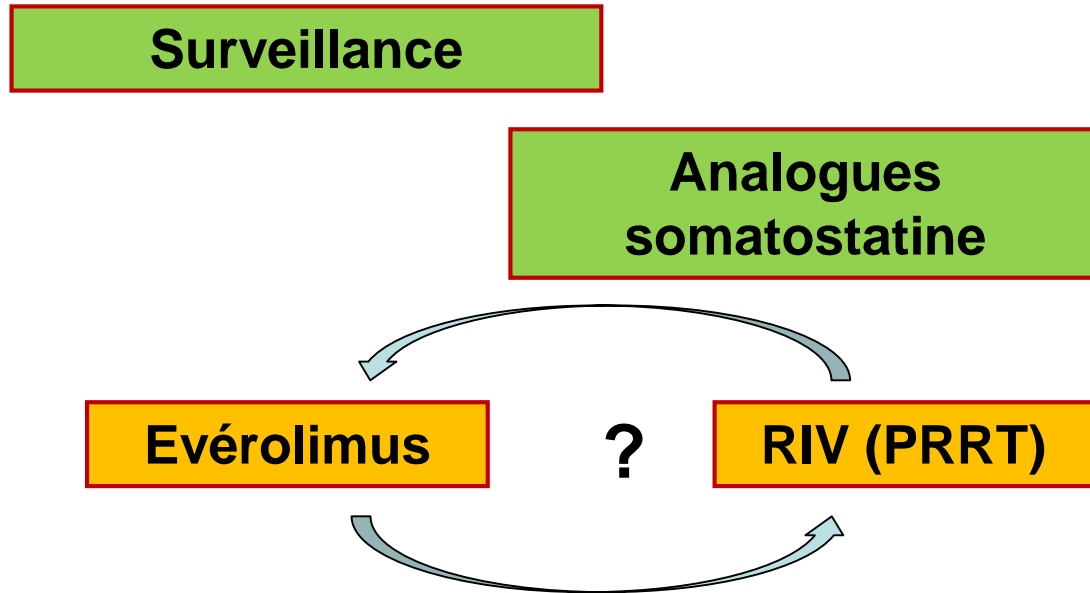 Surveillance
Analogues
somatostatine
Evérolimus
?
RIV (PRRT)